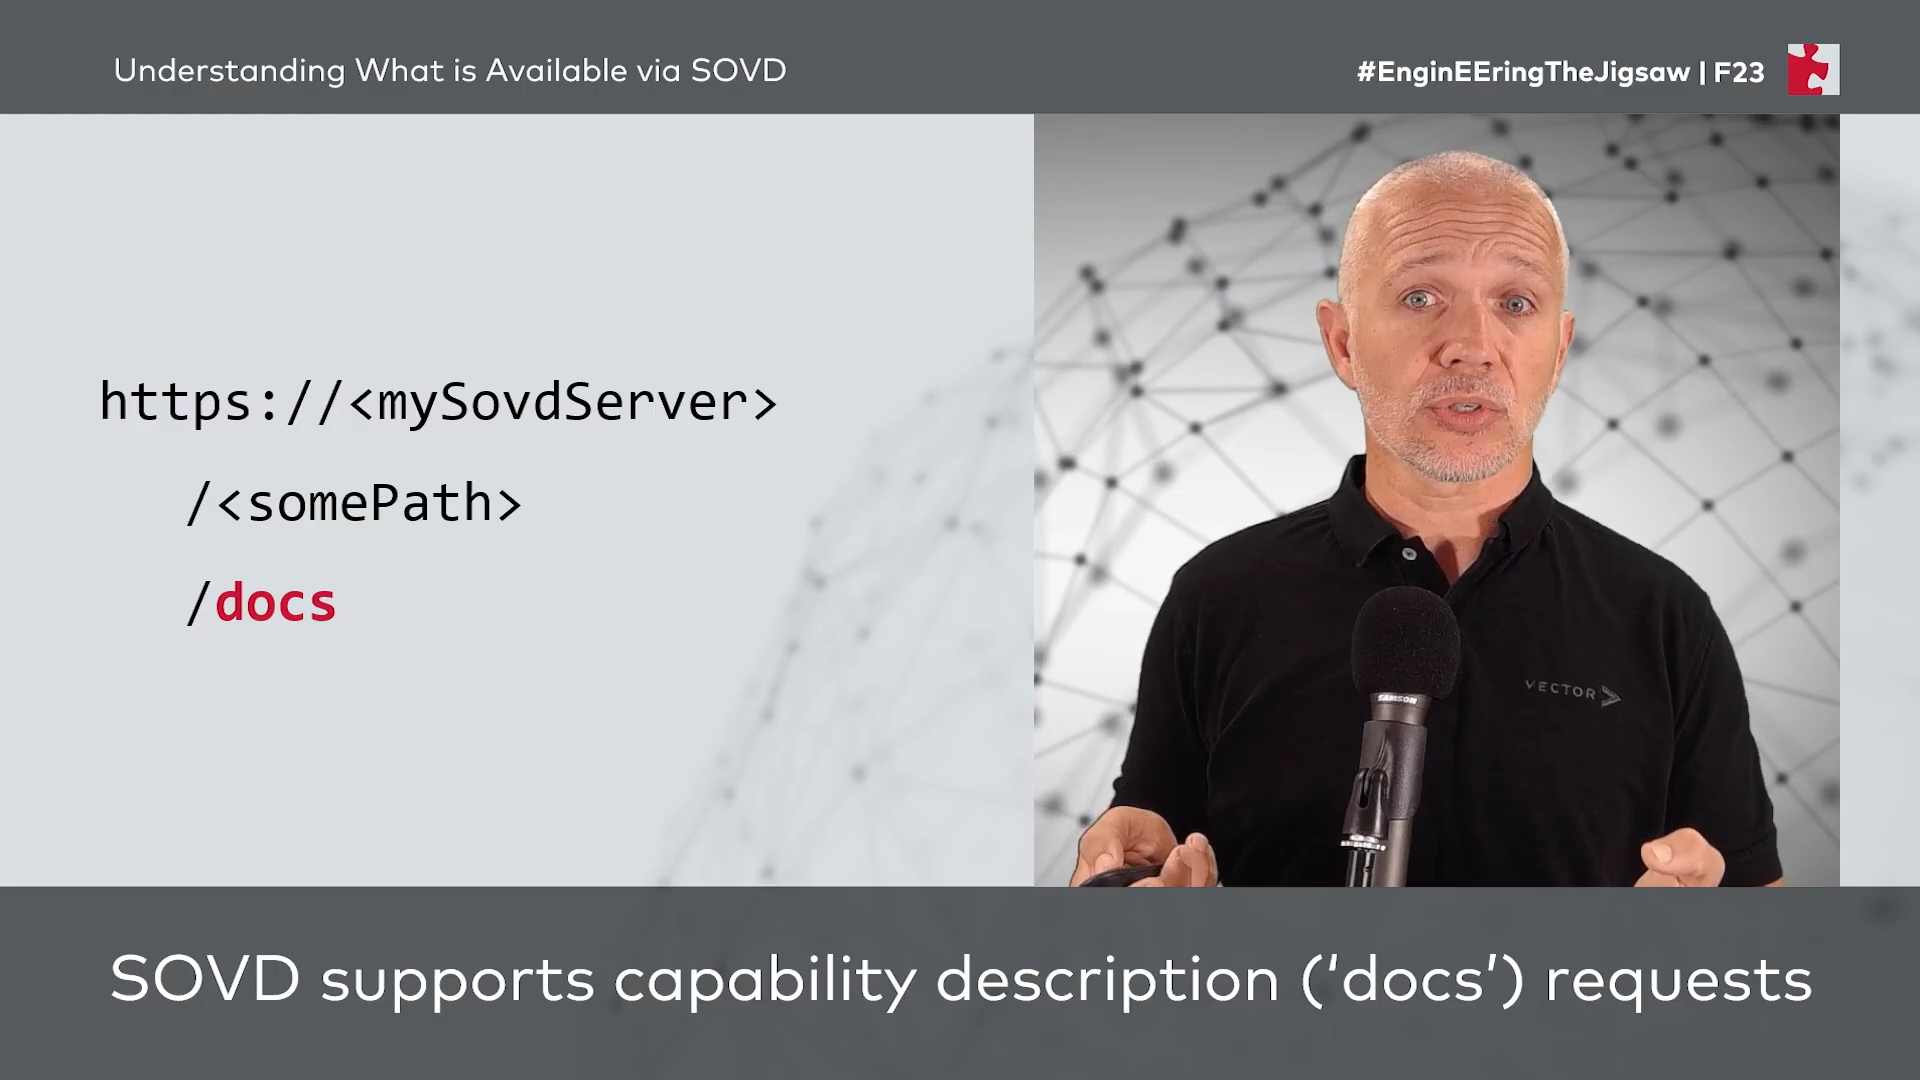 Understanding What is Available via SOVD
#EnginEEringTheJigsaw | F23
https://<mySovdServer>
/<somePath>
/docs
VECTOR
SAMSON
SOVD supports capability description (‘docs’) requests